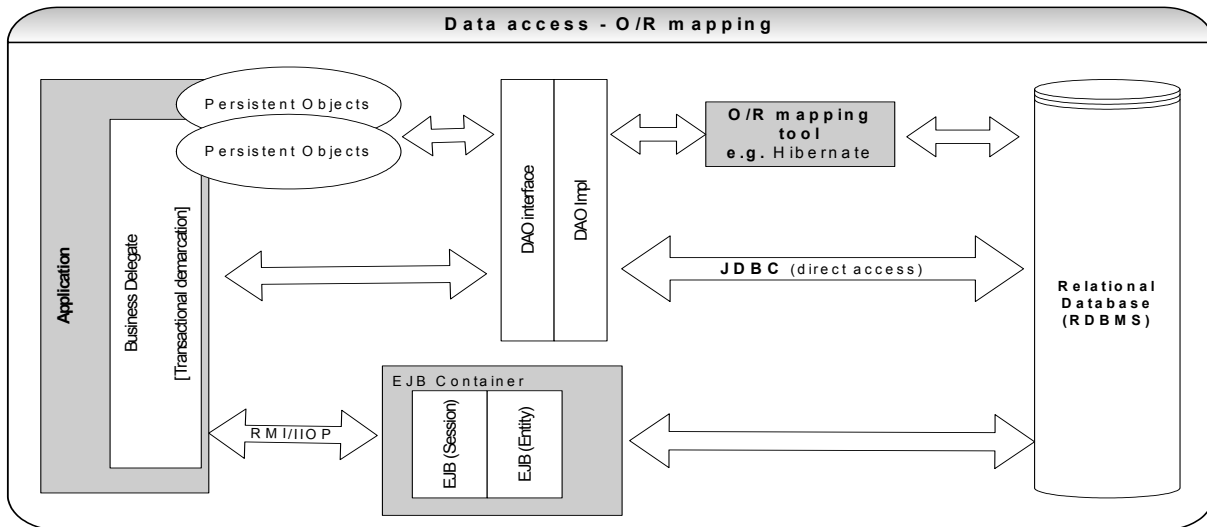 Data access - O/R mapping
Persistent Objects
Persistent Objects
Application
Business Delegate
[Transactional demarcation]
DAO interface
DAO Impl
O/R mapping
tool
e.g. Hibernate
JDBC (direct access)
Relational
Database
(RDBMS)
EJB Container
RMI/IIOP
EJB (Session)
EJB (Entity)